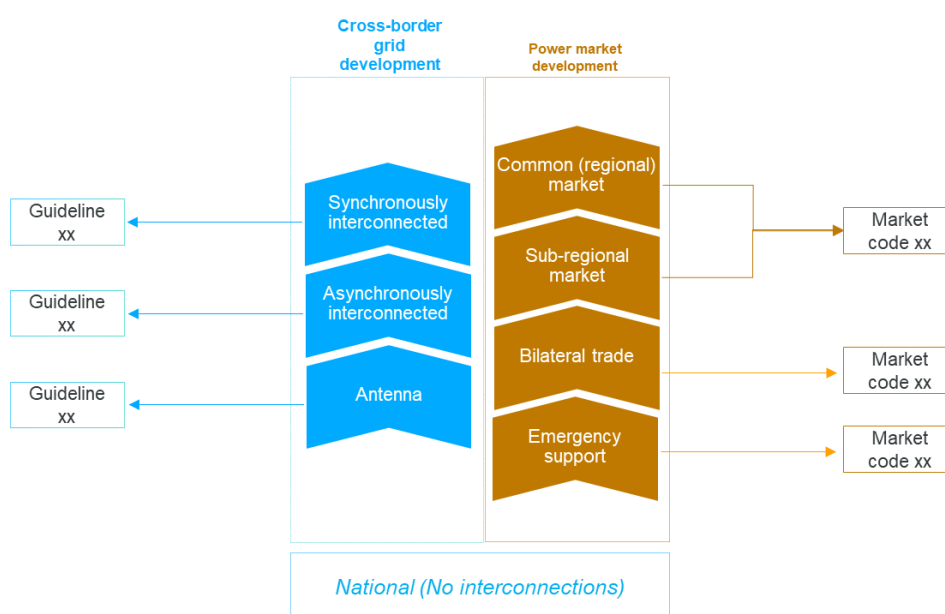 Cross-border
grid
development
Power market
development
Synchronously
interconnected
Asynchronously
interconnected
Antenna
Common (regional)
market
Sub-regional
market
Bilateral trade
Emergency
support
Guideline
xx
Guideline
xx
Guideline
xx
Market
code xx
Market
code xx
Market
code xx
National (No interconnections)